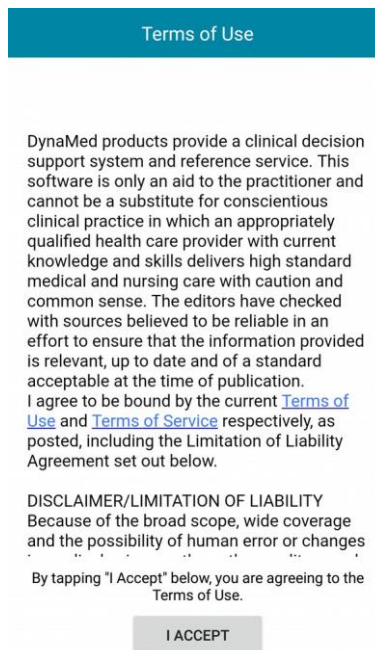 Terms of Use
DynaMed products provide a clinical decision
support system and reference service. This
software is only an aid to the practitioner and
cannot be a substitute for conscientious
clinical practice in which an appropriately
qualified health care provider with current
knowledge and skills delivers high standard
medical and nursing care with caution and
common sense. The editors have checked
with sources believed to be reliable in an
effort to ensure that the information provided
is relevant, up to date and of a standard
acceptable at the time of publication.
I agree to be bound by the current Terms of
Use and Terms of Service respectively, as
posted, including the Limitation of Liability
Agreement set out below.
DISCLAIMER/LIMITATION OF LIABILITY
Because of the broad scope, wide coverage
and the possibility of human error or changes
By tapping "I Accept" below, you are agreeing to the
Terms of Use.
I ACCEPT